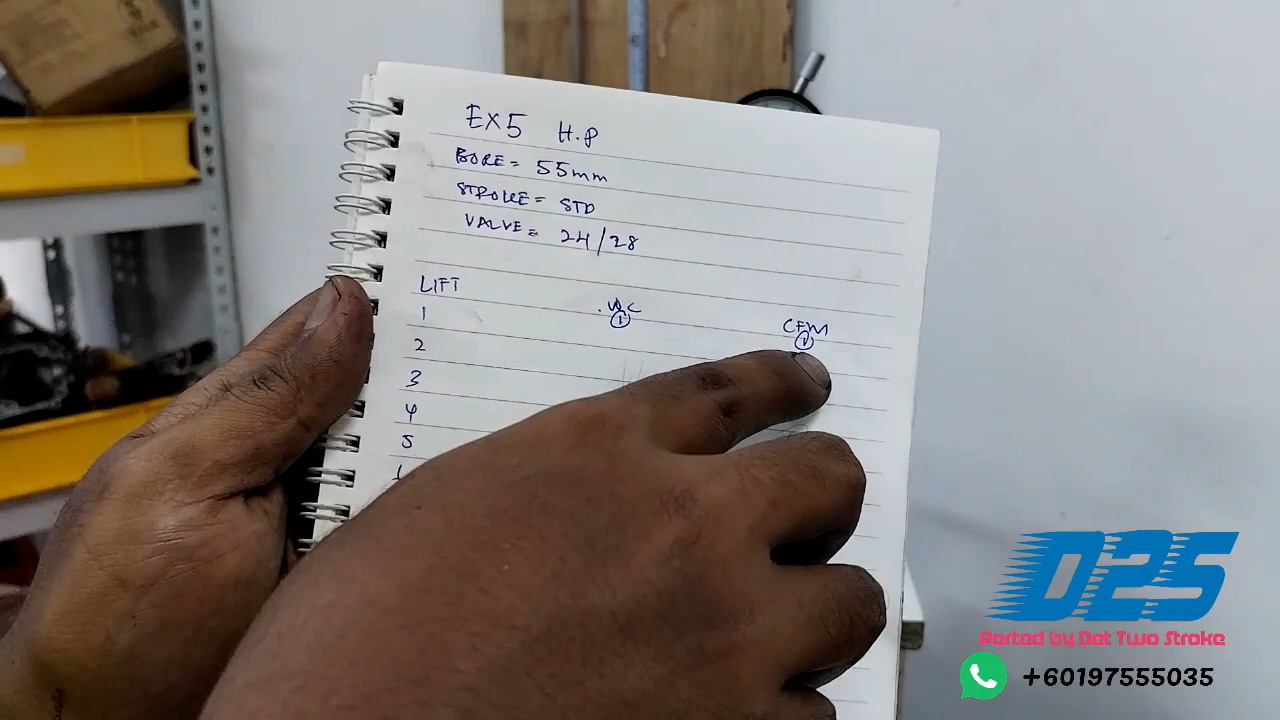 EX5 H.P
BORE = 55mm
STROKE = STD
VALVE = 24/28
LIFT
1
CFM
1
2
3
4
5
D2S
Ported by Dat Two Stroke
+60197555035